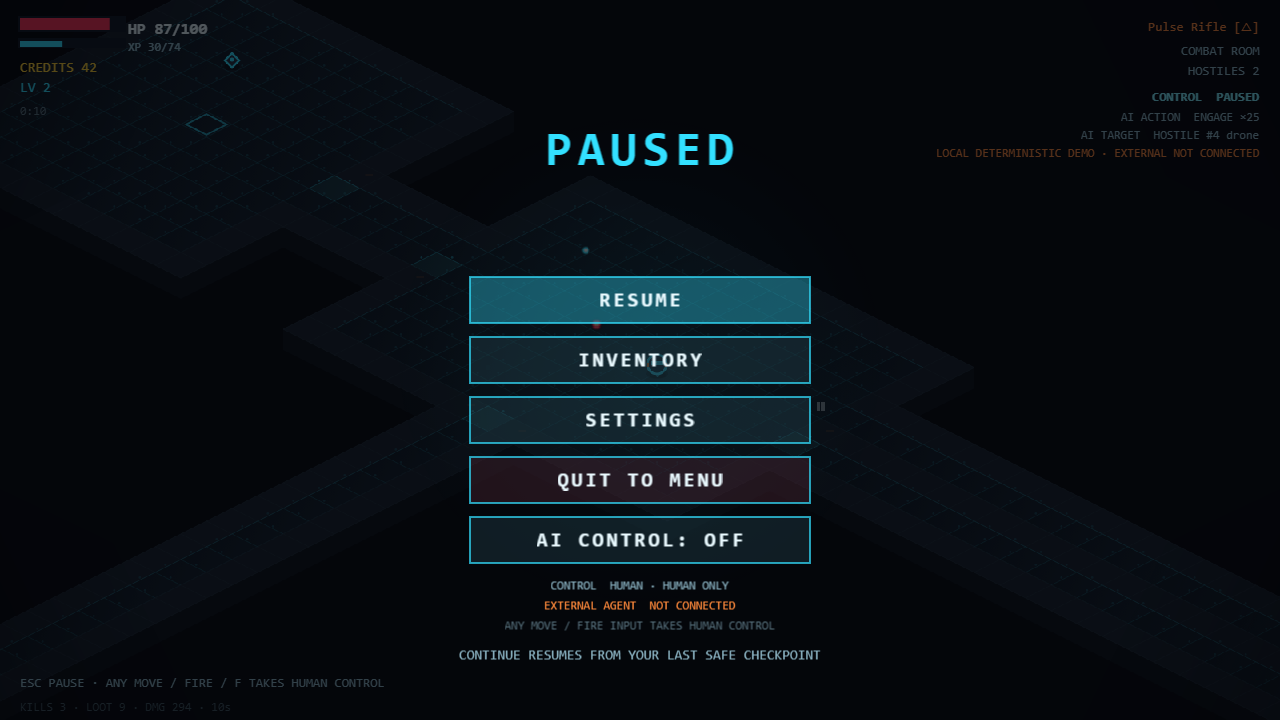 HP 87/100
XP 30/74
CREDITS 42
LV 2
0:10
Pulse Rifle [△]
COMBAT ROOM
HOSTILES 2
CONTROL PAUSED
AI ACTION ENGAGE ×25
AI TARGET HOSTILE #4 drone
LOCAL DETERMINISTIC DEMO · EXTERNAL NOT CONNECTED
PAUSED
RESUME
INVENTORY
SETTINGS
QUIT TO MENU
AI CONTROL: OFF
CONTROL HUMAN · HUMAN ONLY
EXTERNAL AGENT NOT CONNECTED
ANY MOVE / FIRE INPUT TAKES HUMAN CONTROL
CONTINUE RESUMES FROM YOUR LAST SAFE CHECKPOINT
ESC PAUSE · ANY MOVE / FIRE / F TAKES HUMAN CONTROL
KILLS 3 · LOOT 9 · DMG 294 · 10s